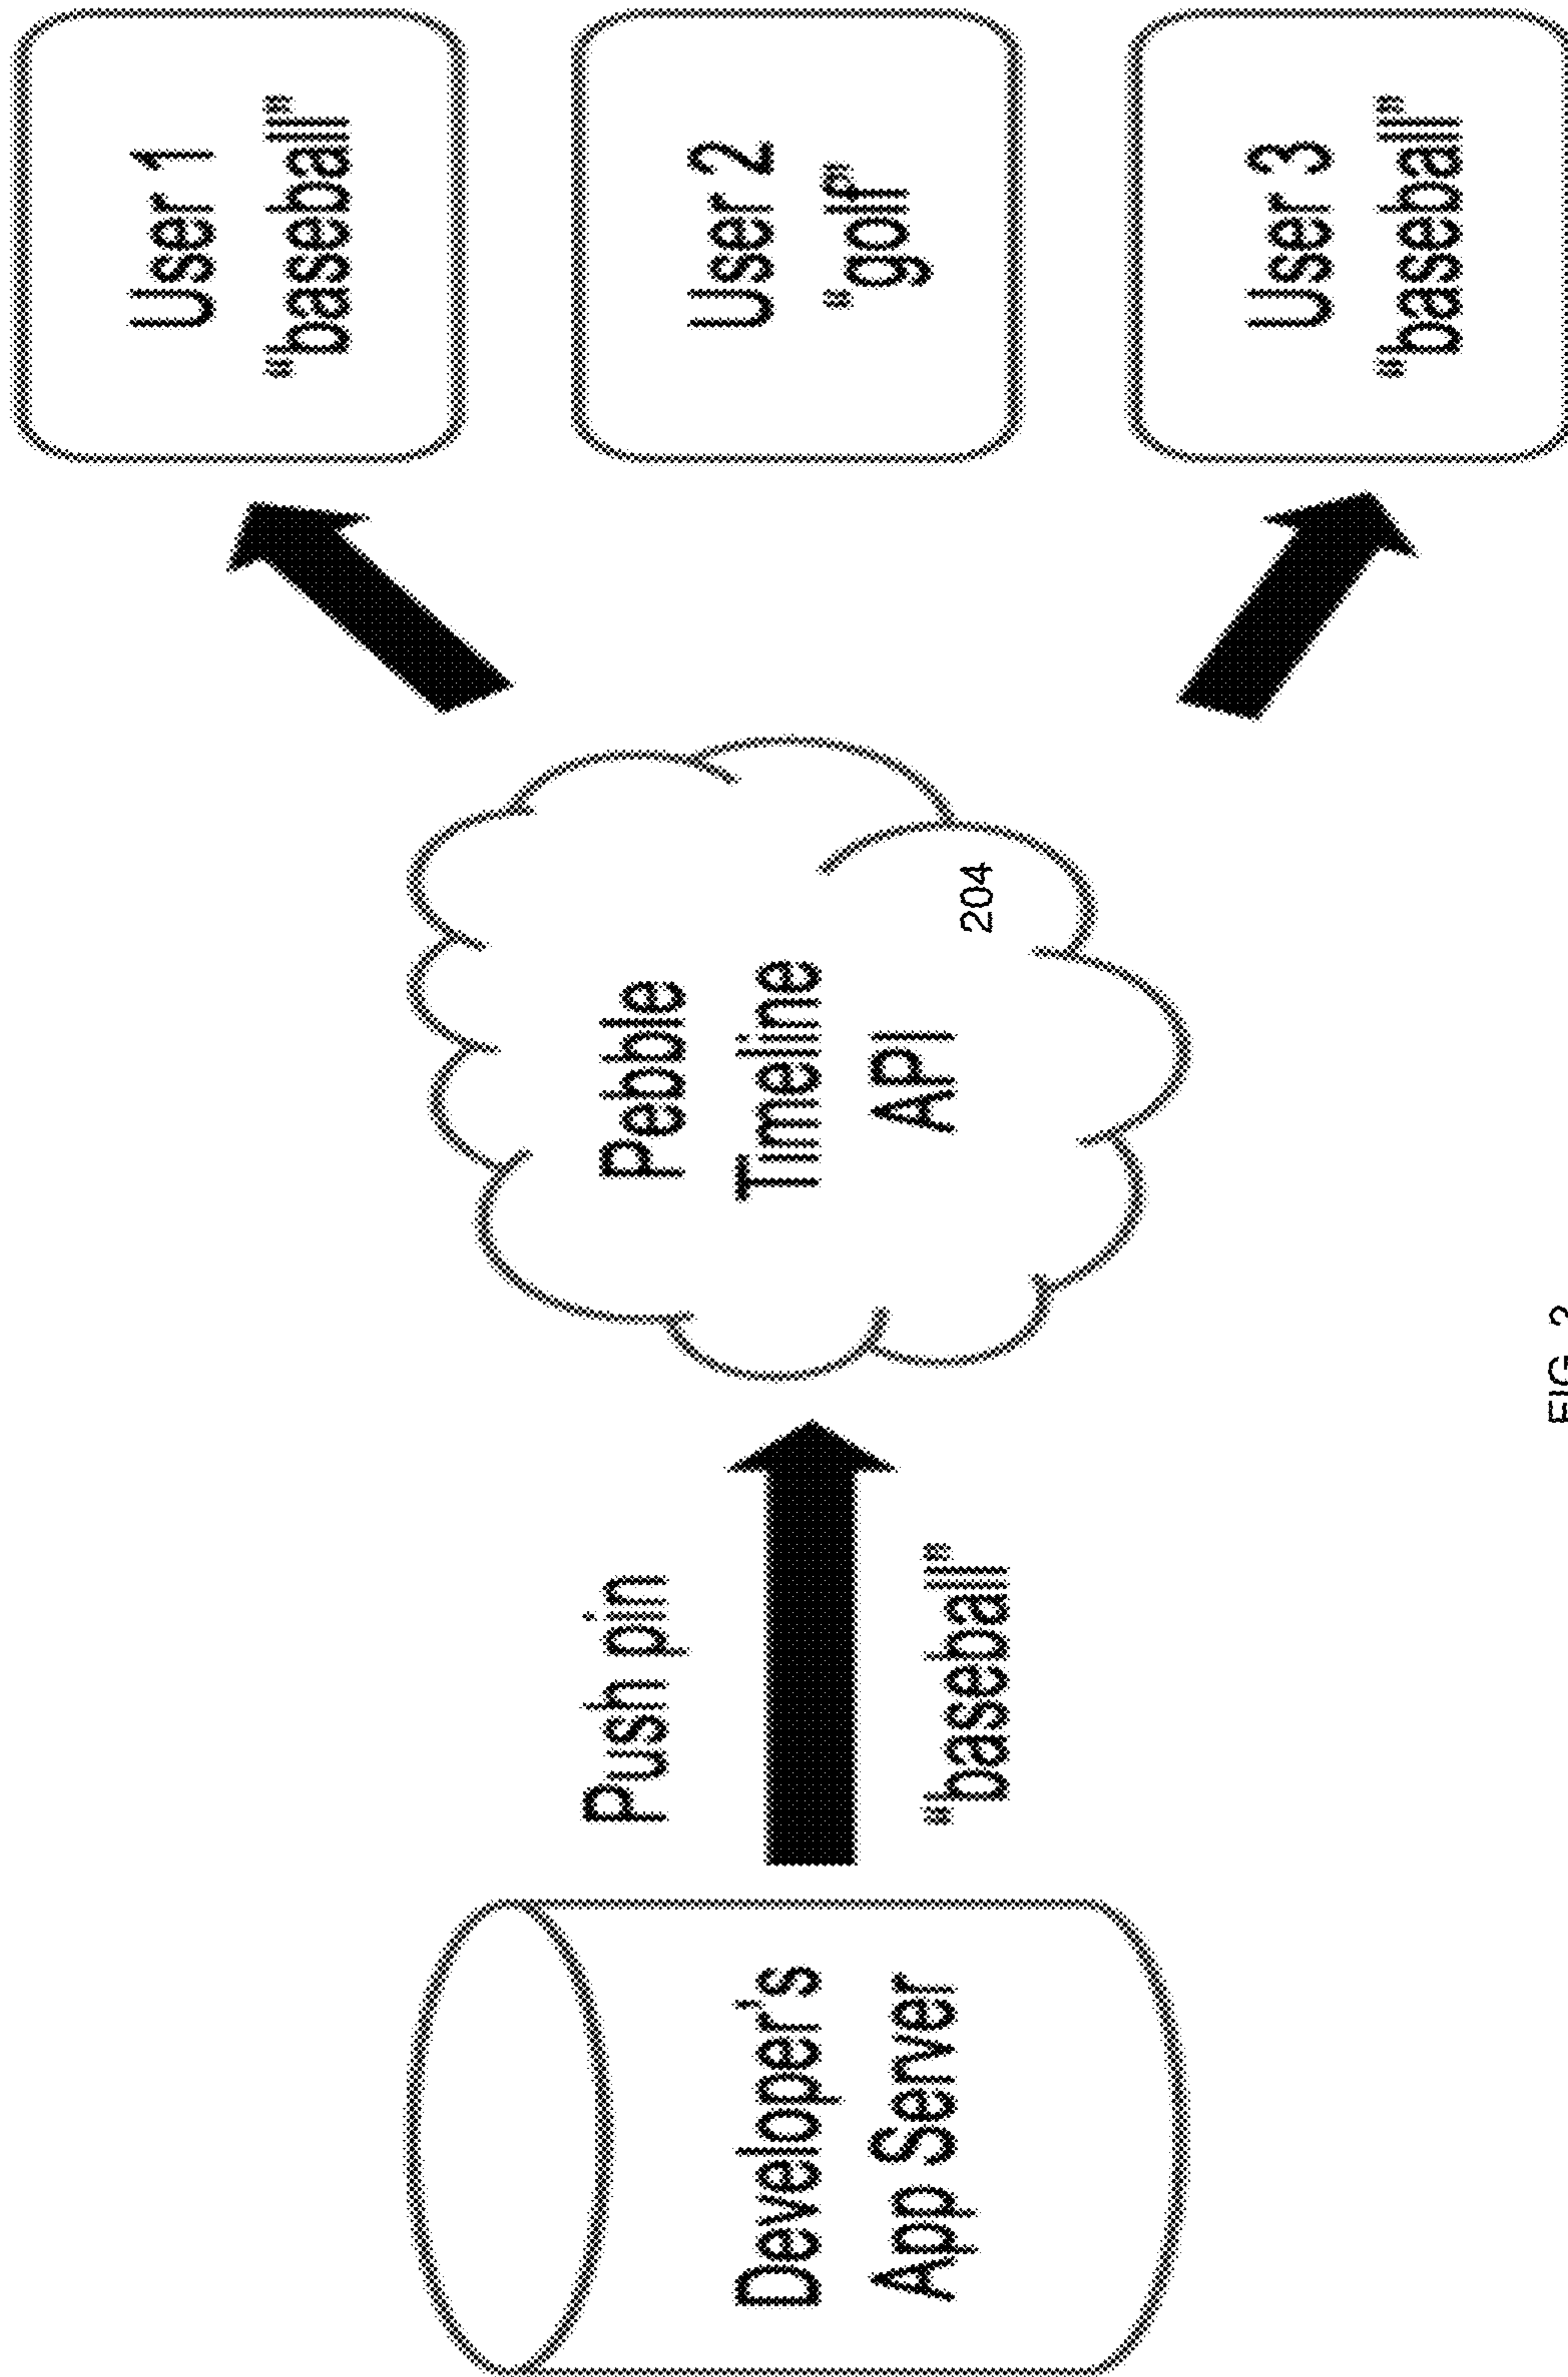 Developer's
App Server
Push pin
"baseball"
Pebble
Timeline
API
204
User 1
"baseball"
User 2
"golf"
User 3
"baseball"
FIG.